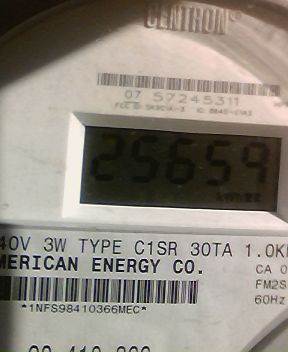 CENTRON
07 57245311
25659
40V 3W TYPE C1SR 30TA 1.0K
MERICAN ENERGY CO.
CA 0
FM2S
60Hz
*1NFS98410366MEC*